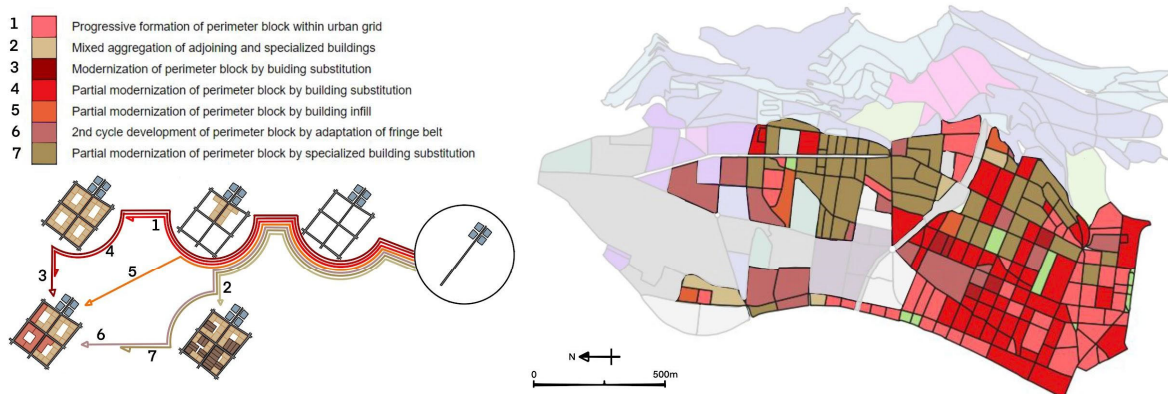 1 Progressive formation of perimeter block within urban grid
2 Mixed aggregation of adjoining and specialized buildings
3 Modernization of perimeter block by buiding substitution
4 Partial modernization of perimeter block by building substitution
5 Partial modernization of perimeter block by building infill
6 2nd cycle development of perimeter block by adaptation of fringe belt
7 Partial modernization of perimeter block by specialized building substitution
1
4
3
5
2
6
7
N
0 500m